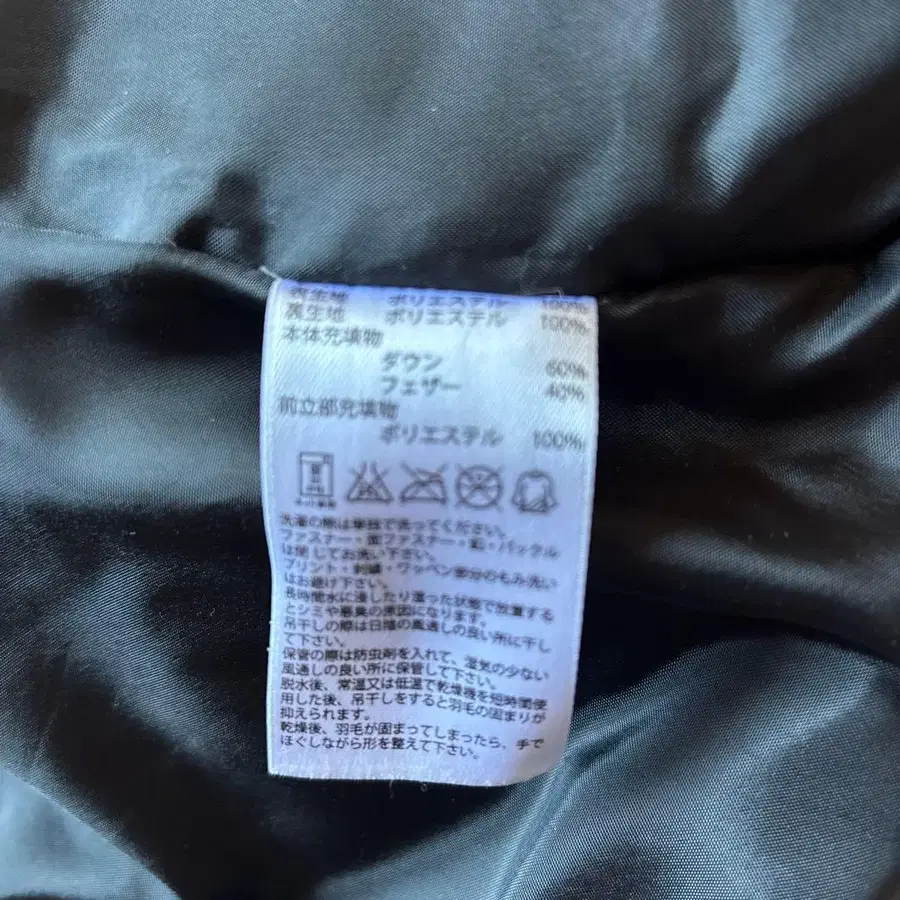 表生地 ポリエステル 100%
裏生地 ポリエステル 100%
本体充填物
ダウン 60%
フェザー 40%
前立部充填物
ポリエステル 100%
洗濯の際は単独で洗ってください。
ファスナー・面ファスナー・釦・バックル
は閉じてお洗い下さい。
プリント・刺繍・ワッペン部分のもみ洗い
はお避け下さい。
長時間水に浸したり湿った状態で放置する
とシミや悪臭の原因になります。
吊干しの際は日陰の風通しの良い所に干し
て下さい。
保管の際は防虫剤を入れて、湿気の少ない
風通しの良い所に保管して下さい。
脱水後、常温又は低温で乾燥機を短時間使
用した後、吊干しをすると羽毛の固まりが
抑えられます。
乾燥後、羽毛が固まってしまったら、手で
ほぐしながら形を整えて下さい。